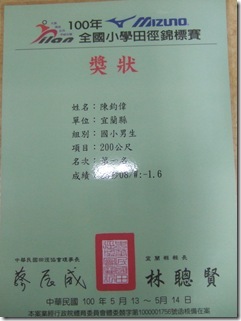 100年 MIZUNO
全國小學田徑錦標賽
獎狀
姓名：陳鈞偉
單位：宜蘭縣
組別：國小男生
項目：200公尺
名次：第一名
成績：
中華民國田徑協會理事長
蔡辰威
宜蘭縣縣長
林聰賢
中華民國 100 年 5 月 13 ～ 5 月 14 日